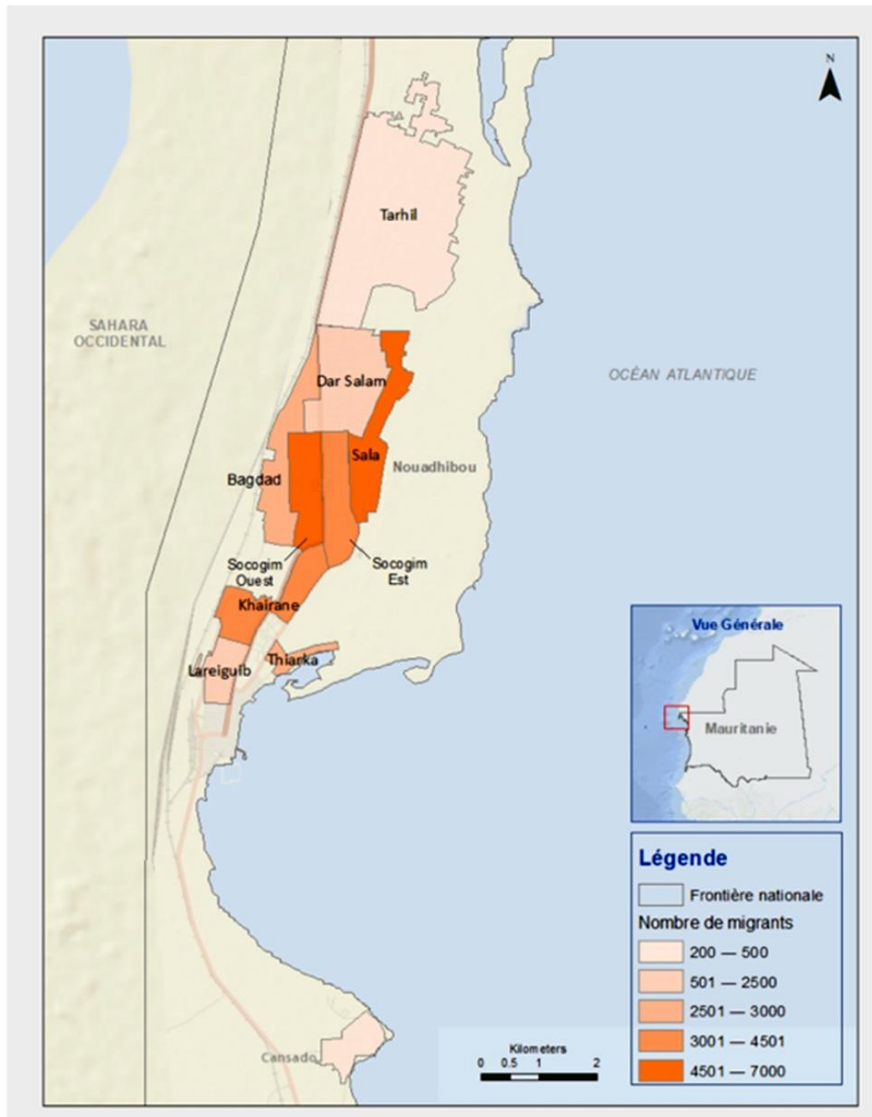 N
Tarhil
SAHARA
OCCIDENTAL
OCÉAN ATLANTIQUE
Dar Salam
Sala
Nouadhibou
Bagdad
Socogim
Ouest
Socogim
Est
Khairane
Thiarka
Lareiguib
Cansado
Vue Générale
Mauritanie
Légende
Frontière nationale
Nombre de migrants
200 — 500
501 — 2500
2501 — 3000
3001 — 4501
4501 — 7000
Kilometers
0 0.5 1 2